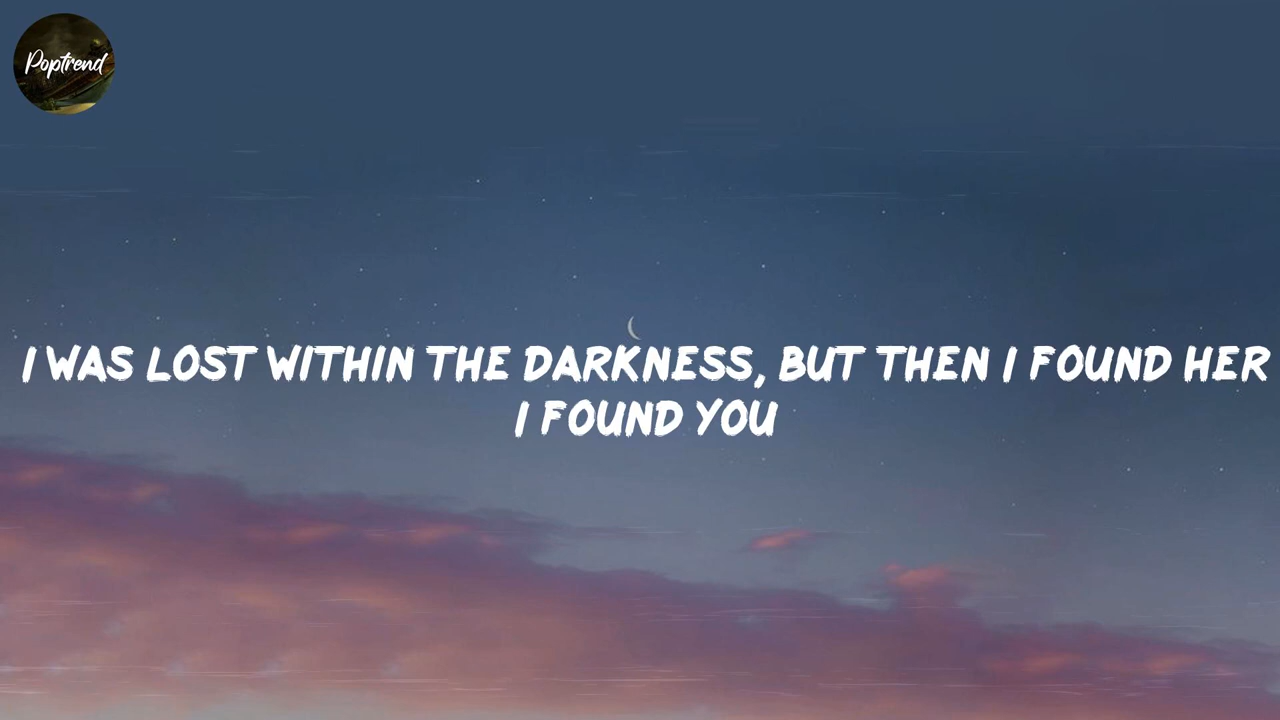 Poptrend
I WAS LOST WITHIN THE DARKNESS, BUT THEN I FOUND HER
I FOUND YOU